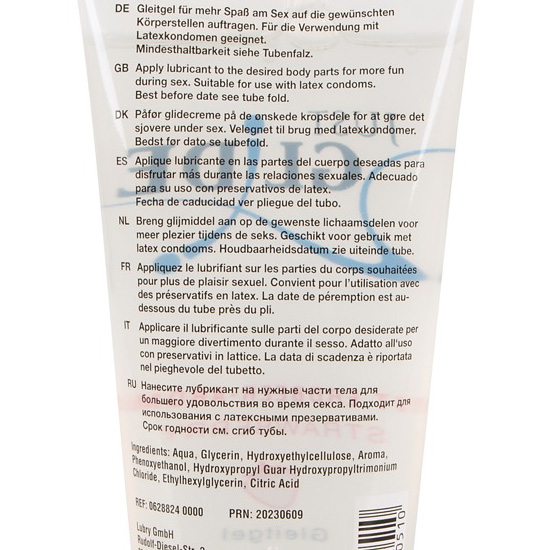 DE Gleitgel für mehr Spaß am Sex auf die gewünschten
Körperstellen auftragen. Für die Verwendung mit
Latexkondomen geeignet.
Mindesthaltbarkeit siehe Tubenfalz.
GB Apply lubricant to the desired body parts for more fun
during sex. Suitable for use with latex condoms.
Best before date see tube fold.
DK Påfør glidecreme på de ønskede kropsdele for at gøre det
sjovere under sex. Velegnet til brug med latexkondomer.
Bedst før dato se tubefold.
ES Aplique lubricante en las partes del cuerpo deseadas para
disfrutar más durante las relaciones sexuales. Adecuado
para su uso con preservativos de látex.
Fecha de caducidad ver pliegue del tubo.
NL Breng glijmiddel aan op de gewenste lichaamsdelen voor
meer plezier tijdens de seks. Geschikt voor gebruik met
latex condooms. Houdbaarheidsdatum zie uiteinde tube.
FR Appliquez le lubrifiant sur les parties du corps souhaitées
pour plus de plaisir sexuel. Convient pour l'utilisation avec
des préservatifs en latex. La date de péremption est au-
dessous du tube près du pli.
IT Applicare il lubrificante sulle parti del corpo desiderate per
un maggiore divertimento durante il sesso. Adatto all'uso
con preservativi in lattice. La data di scadenza è riportata
nel pieghevole del tubetto.
RU Нанесите лубрикант на нужные части тела для
большего удовольствия во время секса. Подходит для
использования с латексными презервативами.
Срок годности см. сгиб тубы.
Ingredients: Aqua, Glycerin, Hydroxyethylcellulose, Aroma,
Phenoxyethanol, Hydroxypropyl Guar Hydroxypropyltrimonium
Chloride, Ethylhexylglycerin, Citric Acid
REF: 0628824 0000 PRN: 20230609
Lubry GmbH
Rudolf-Diesel-Str.
0510
JUST
GLIDE
Gleitgel